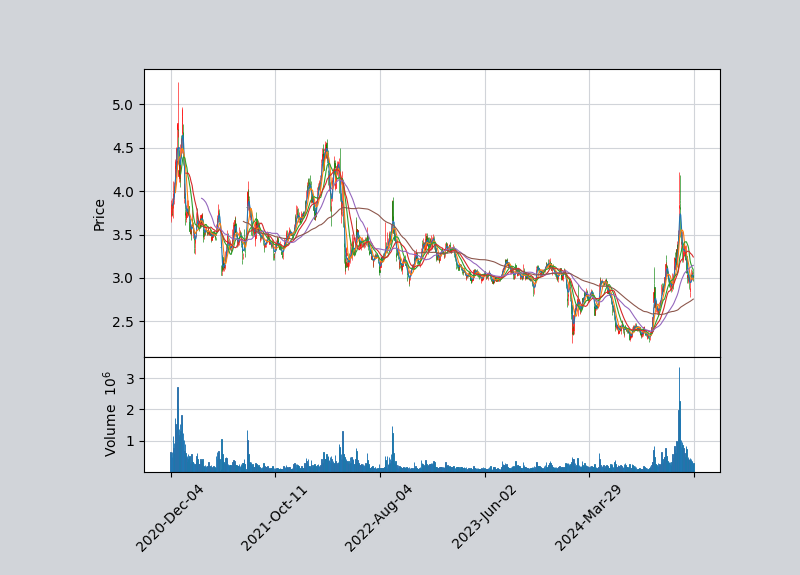 Price
5.0
4.5
4.0
3.5
3.0
2.5
Volume 10^6
3
2
1
2020-Dec-04
2021-Oct-11
2022-Aug-04
2023-Jun-02
2024-Mar-29